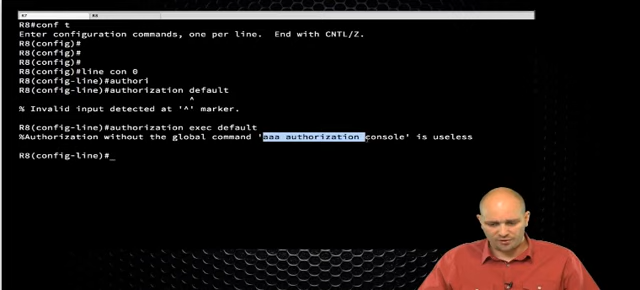 R7
R8
R8#conf t
Enter configuration commands, one per line.  End with CNTL/Z.
R8(config)#
R8(config)#
R8(config)#
R8(config)#line con 0
R8(config-line)#authori
R8(config-line)#authorization default
^
% Invalid input detected at '^' marker.
R8(config-line)#authorization exec default
%Authorization without the global command 'aaa authorization console' is useless
R8(config-line)#_